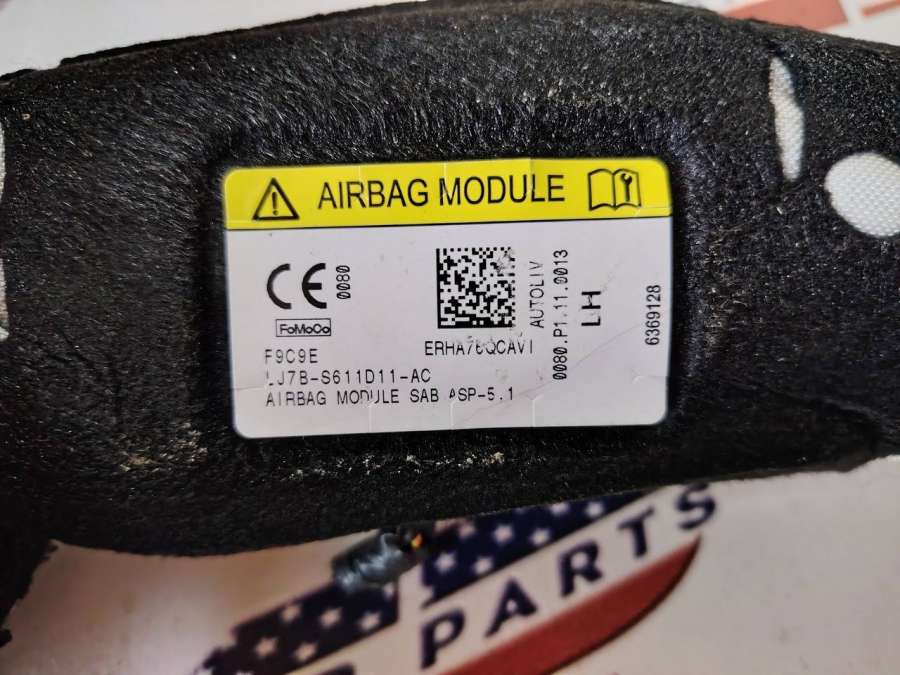 AIRBAG MODULE
CE
0080
FoMoCo
F9C9E
LJ7B-S611D11-AC
AIRBAG MODULE SAB ASP-5.1
AUTOLIV
0080.P1.11.0013
LH
6369128
PARTS